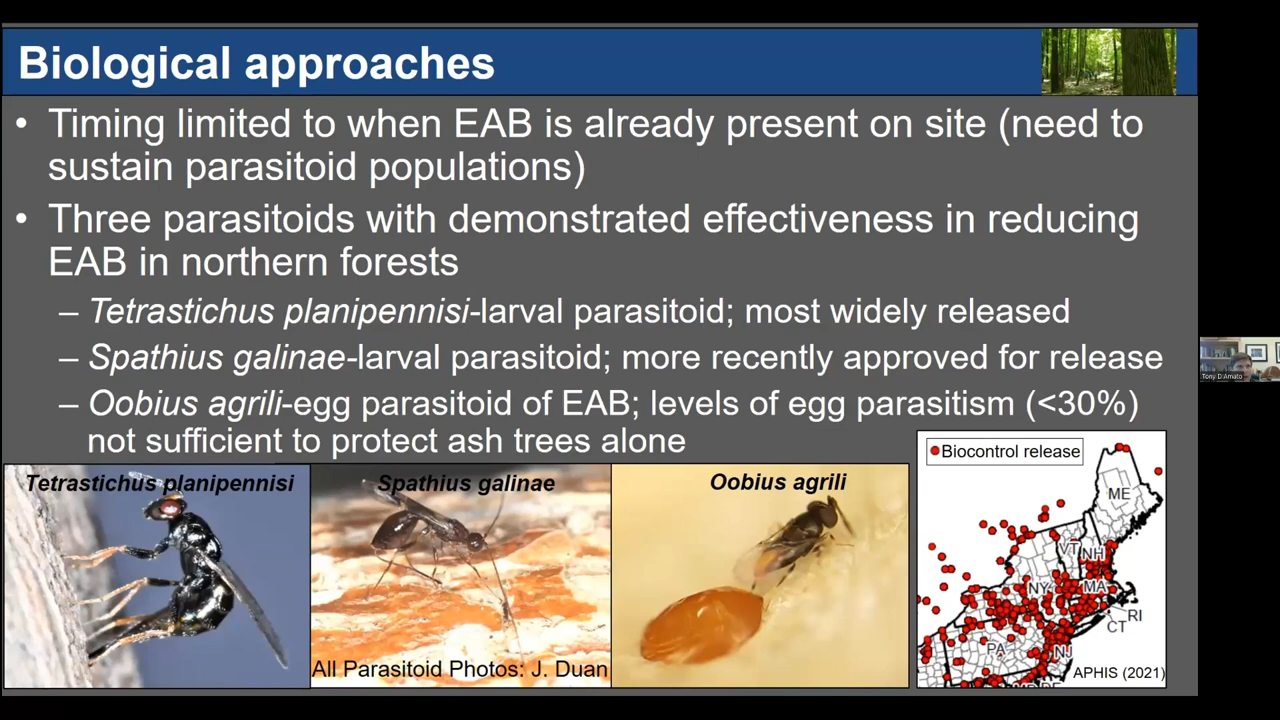 Biological approaches
• Timing limited to when EAB is already present on site (need to
sustain parasitoid populations)
• Three parasitoids with demonstrated effectiveness in reducing
EAB in northern forests
– Tetrastichus planipennisi-larval parasitoid; most widely released
– Spathius galinae-larval parasitoid; more recently approved for release
– Oobius agrili-egg parasitoid of EAB; levels of egg parasitism (<30%)
not sufficient to protect ash trees alone
Tetrastichus planipennisi
Spathius galinae
All Parasitoid Photos: J. Duan
Oobius agrili
Biocontrol release
ME
VT
NH
NY
MA
RI
CT
PA
NJ
APHIS (2021)
Tony D'Amato